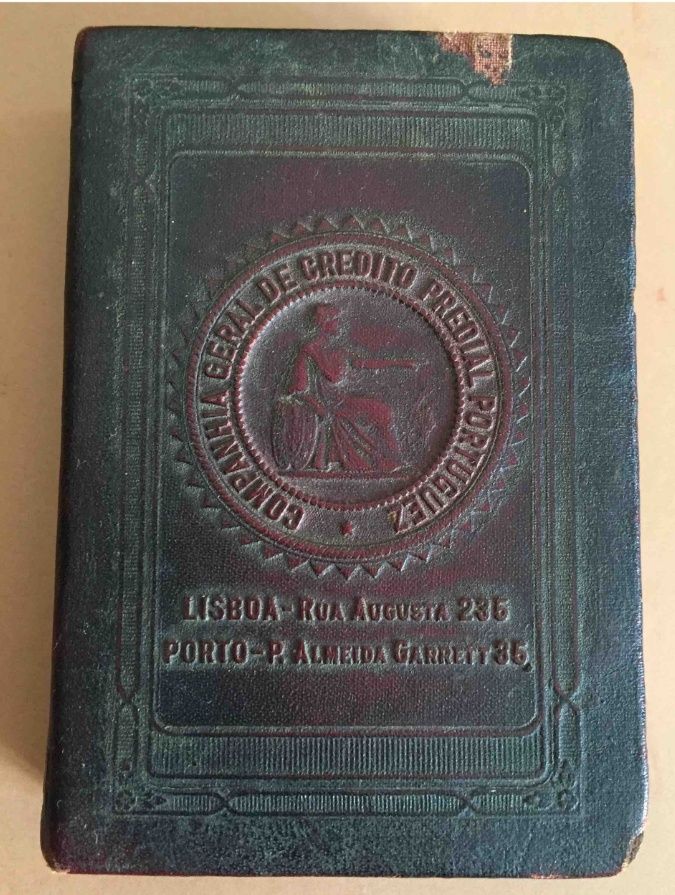 COMPANHIA GERAL DE CREDITO PREDIAL PORTUGUEZ
LISBOA - RUA AUGUSTA 235
PORTO - P. ALMEIDA GARRETT 35